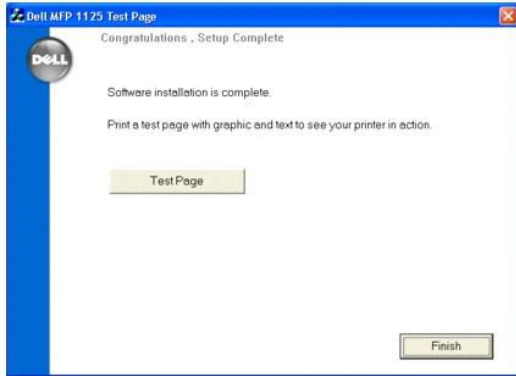 Dell MFP 1125 Test Page
Congratulations , Setup Complete
DELL
Software installation is complete.
Print a test page with graphic and text to see your printer in action.
Test Page
Finish